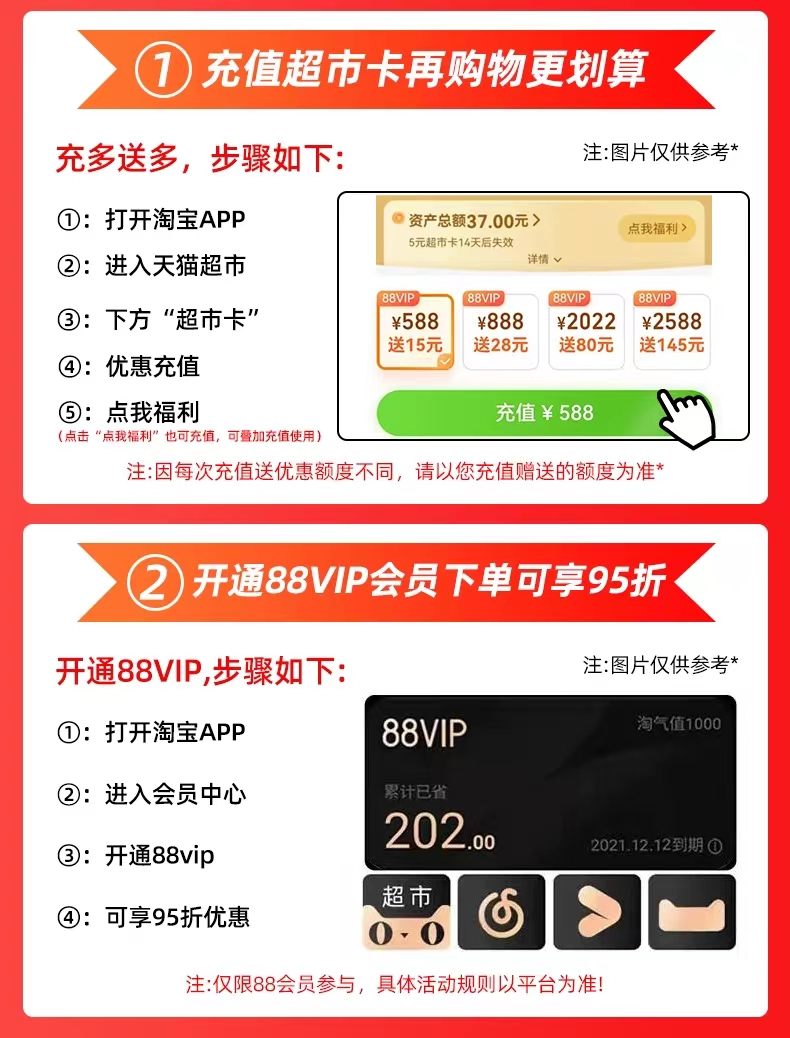 ① 充值超市卡再购物更划算
充多送多，步骤如下：
注:图片仅供参考*
①：打开淘宝APP
②：进入天猫超市
③：下方“超市卡”
④：优惠充值
⑤：点我福利
(点击“点我福利”也可充值，可叠加充值使用)
资产总额37.00元>
5元超市卡14天后失效
点我福利>
详情
88VIP 88VIP 88VIP 88VIP
¥588 ¥888 ¥2022 ¥2588
送15元 送28元 送80元 送145元
充值 ¥ 588
注:因每次充值送优惠额度不同，请以您充值赠送的额度为准*
② 开通88VIP会员下单可享95折
开通88VIP,步骤如下：
注:图片仅供参考*
①：打开淘宝APP
②：进入会员中心
③：开通88vip
④：可享95折优惠
88VIP
淘气值1000
累计已省
202.00
2021.12.12到期
超市
注:仅限88会员参与，具体活动规则以平台为准!